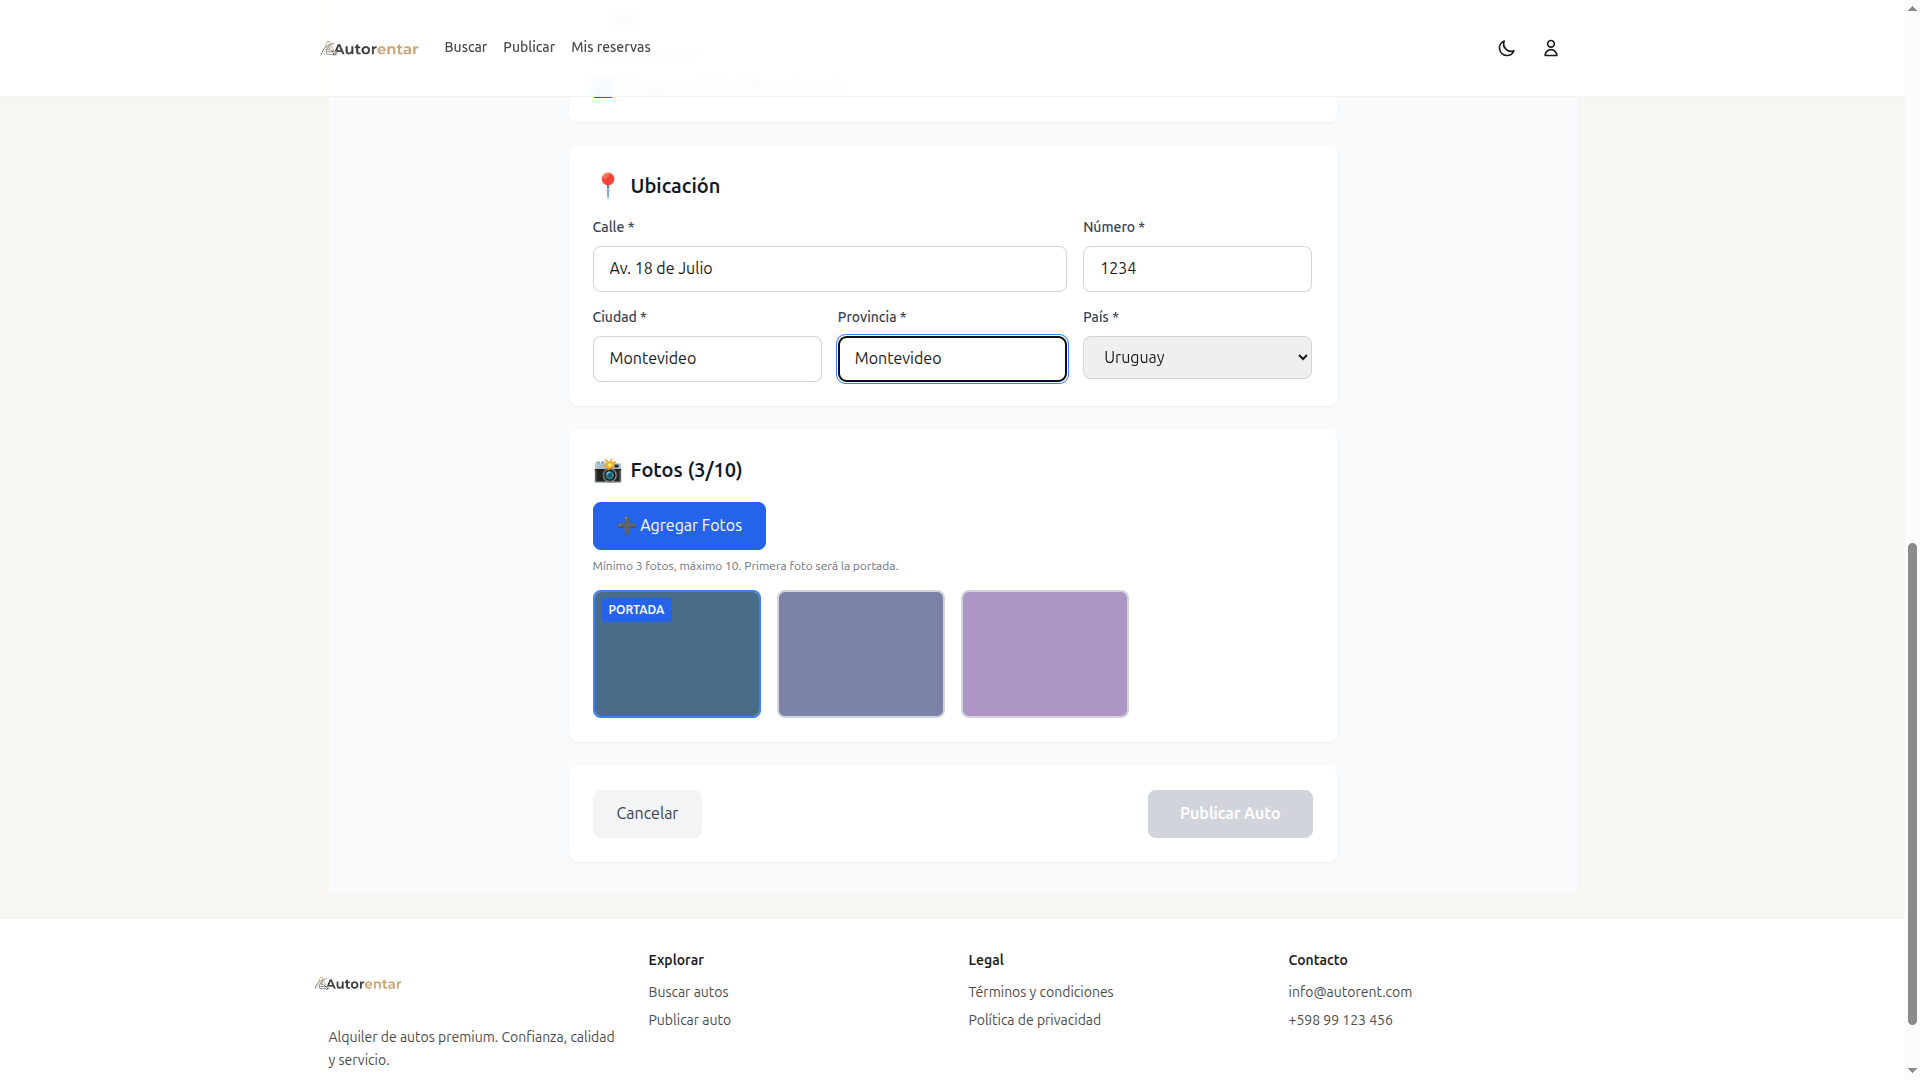 Autorentar
Buscar
Publicar
Mis reservas
Ubicación
Calle *
Número *
Av. 18 de Julio
1234
Ciudad *
Provincia *
País *
Montevideo
Montevideo
Uruguay
Fotos (3/10)
➕ Agregar Fotos
Mínimo 3 fotos, máximo 10. Primera foto será la portada.
PORTADA
Cancelar
Publicar Auto
Autorentar
Alquiler de autos premium. Confianza, calidad
y servicio.
Explorar
Buscar autos
Publicar auto
Legal
Términos y condiciones
Política de privacidad
Contacto
info@autorent.com
+598 99 123 456